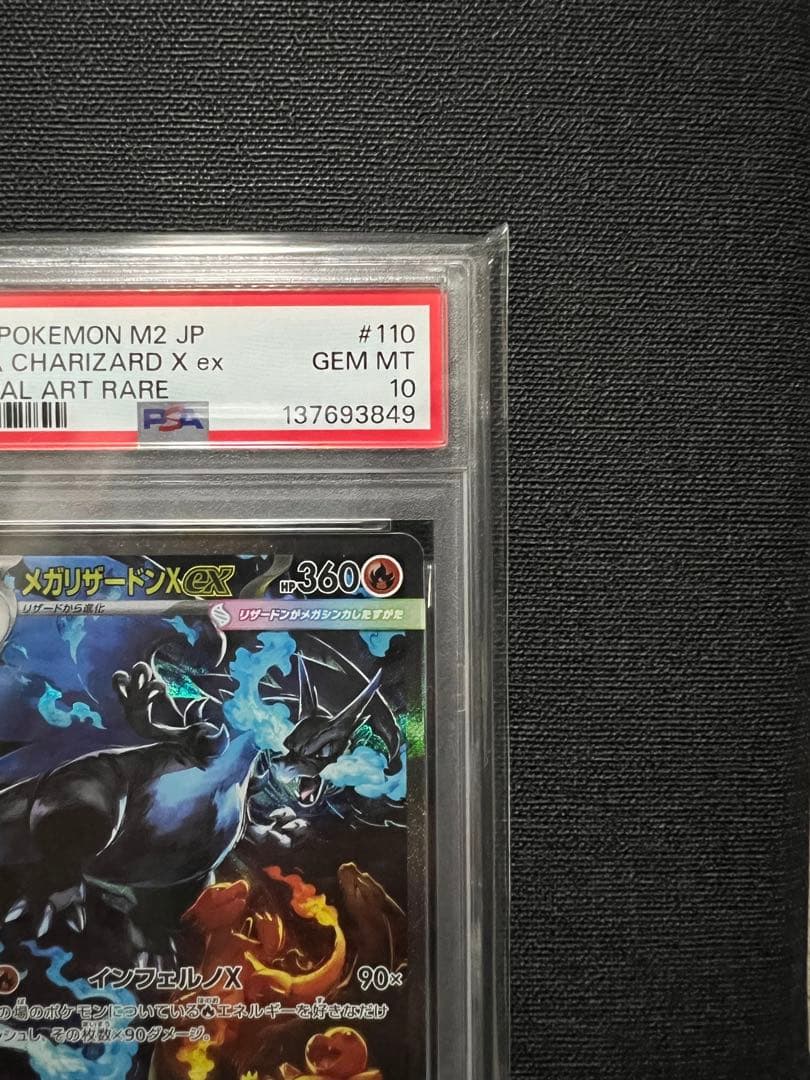 POKEMON M2 JP #110
A CHARIZARD X ex GEM MT
AL ART RARE 10
PSA 137693849
メガリザードンXex HP360
リザードから進化
リザードンがメガシンカしたすがた
インフェルノX 90×
の場のポケモンについているエネルギーを好きなだけ
ッシュし、その枚数×90ダメージ。